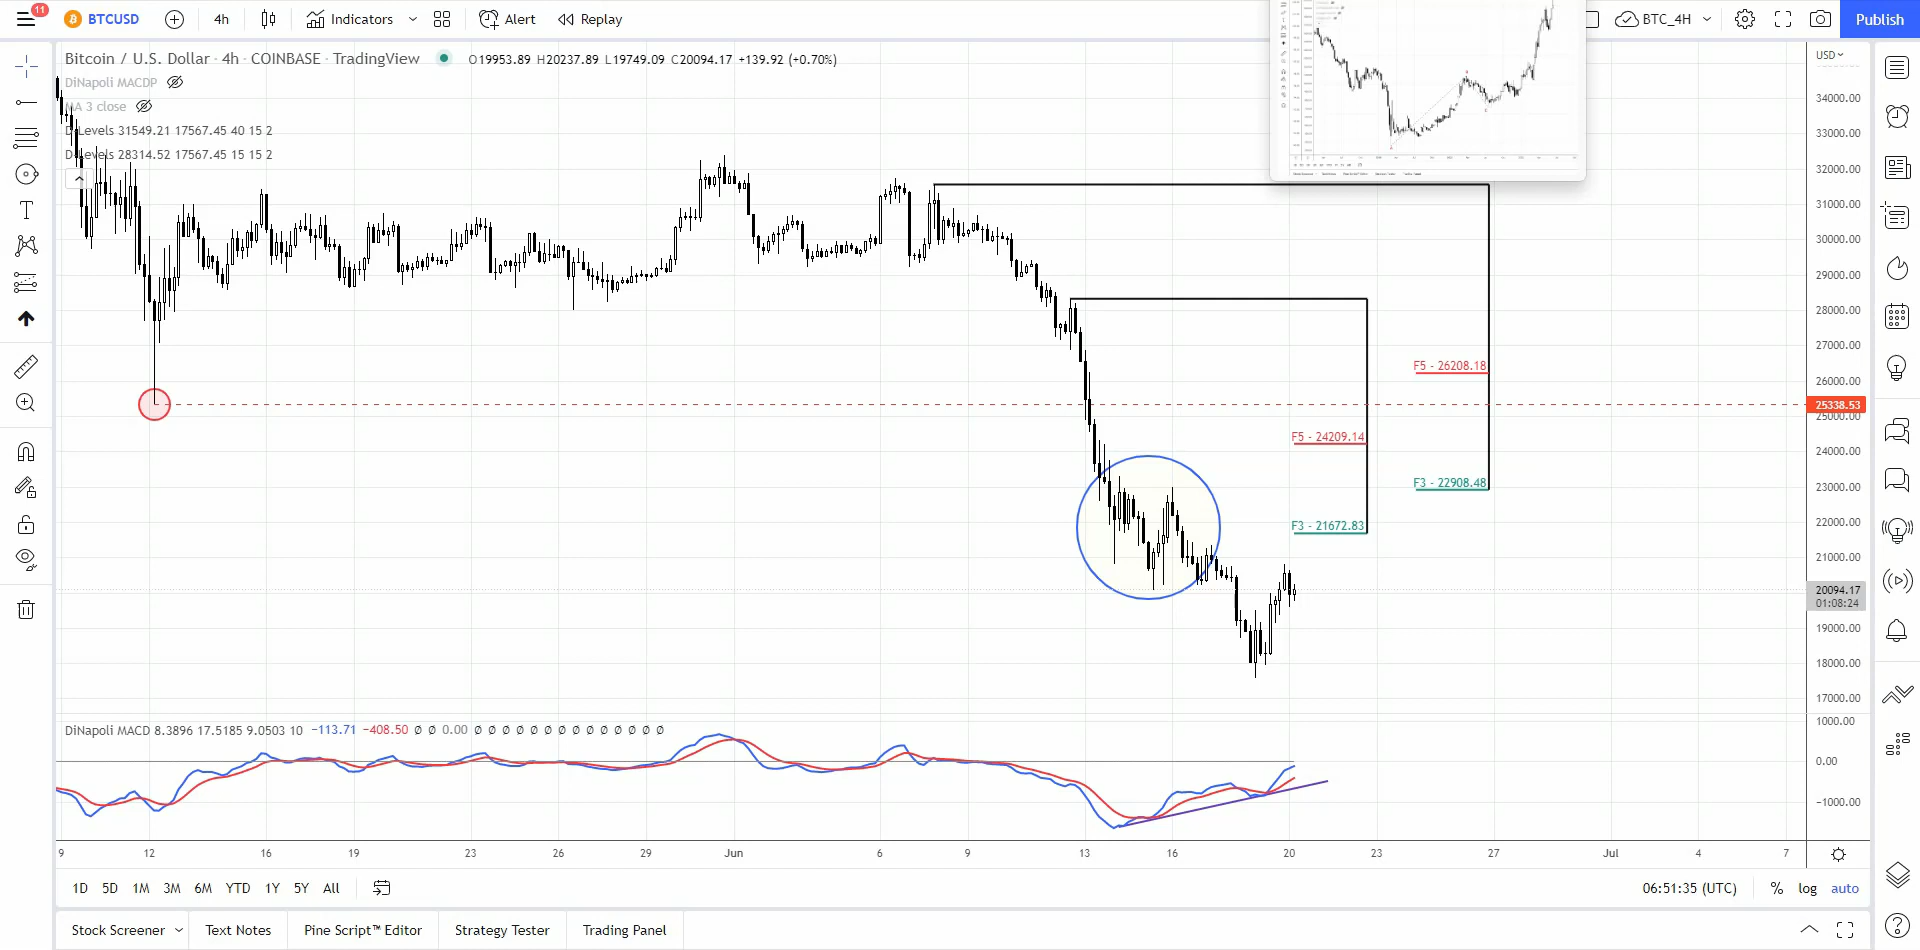 11
BTCUSD
4h
Indicators
Alert
Replay
BTC_4H
Publish
Bitcoin / U.S. Dollar · 4h · COINBASE · TradingView
O19953.89 H20237.89 L19749.09 C20094.17 +139.92 (+0.70%)
USD
DiNapoli MACDP
MA 3 close
D-Levels 31549.21 17567.45 40 15 2
D-Levels 28314.52 17567.45 15 15 2
34000.00
33000.00
32000.00
31000.00
30000.00
29000.00
28000.00
27000.00
F5 - 26208.18
26000.00
25338.53
25000.00
F5 - 24209.14
24000.00
F3 - 22908.48
23000.00
F3 - 21672.83
22000.00
21000.00
20094.17
01:08:24
19000.00
18000.00
17000.00
DiNapoli MACD 8.3896 17.5185 9.0503 10 −113.71 −408.50 ∅ ∅ 0.00 ∅ ∅ ∅ ∅ ∅ ∅ ∅ ∅ ∅ ∅ ∅ ∅ ∅ ∅
1000.00
0.00
−1000.00
9 12 16 19 23 26 29 Jun 6 9 13 16 20 23 27 Jul 4 7
1D 5D 1M 3M 6M YTD 1Y 5Y All
06:51:35 (UTC)
% log auto
Stock Screener
Text Notes
Pine Script™ Editor
Strategy Tester
Trading Panel